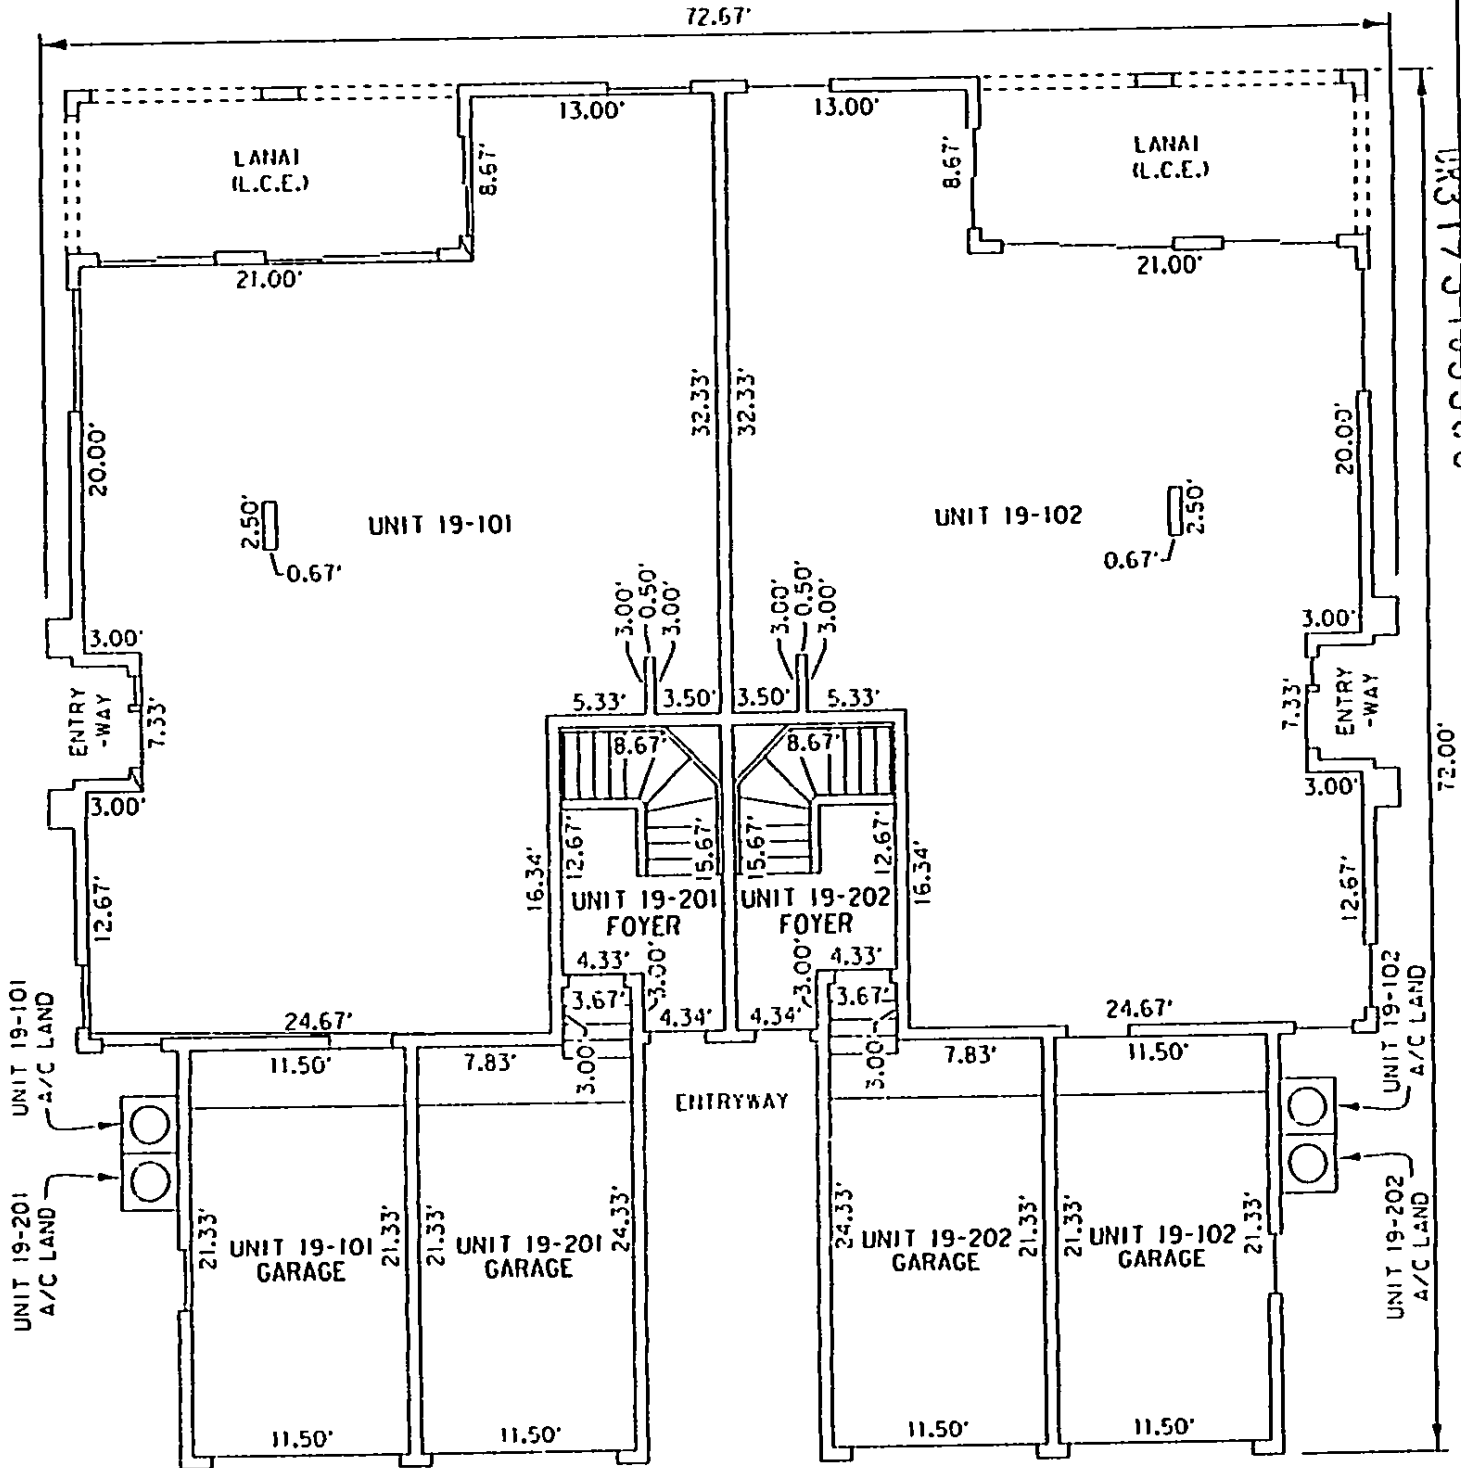 72.67'
13.00'
13.00'
LANAI
(L.C.E.)
8.67'
8.67'
LANAI
(L.C.E.)
21.00'
21.00'
32.33'
32.33'
20.00'
20.00'
2.50'
UNIT 19-101
UNIT 19-102
2.50'
0.67'
0.67'
3.00'
0.50'
3.00'
3.00'
0.50'
3.00'
3.00'
3.00'
5.33'
3.50'
3.50'
5.33'
ENTRY
-WAY
7.33'
7.33'
ENTRY
-WAY
72.00'
8.67'
8.67'
3.00'
3.00'
16.34'
12.67'
15.67'
15.67'
12.67'
16.34'
12.67'
12.67'
UNIT 19-201
FOYER
UNIT 19-202
FOYER
4.33'
3.00'
3.00'
4.33'
3.67'
3.67'
24.67'
4.34'
4.34'
24.67'
11.50'
7.83'
3.00'
3.00'
7.83'
11.50'
ENTRYWAY
UNIT 19-101
A/C LAND
UNIT 19-102
A/C LAND
UNIT 19-201
A/C LAND
UNIT 19-202
A/C LAND
21.33'
21.33'
21.33'
24.33'
24.33'
21.33'
21.33'
21.33'
UNIT 19-101
GARAGE
UNIT 19-201
GARAGE
UNIT 19-202
GARAGE
UNIT 19-102
GARAGE
11.50'
11.50'
11.50'
11.50'